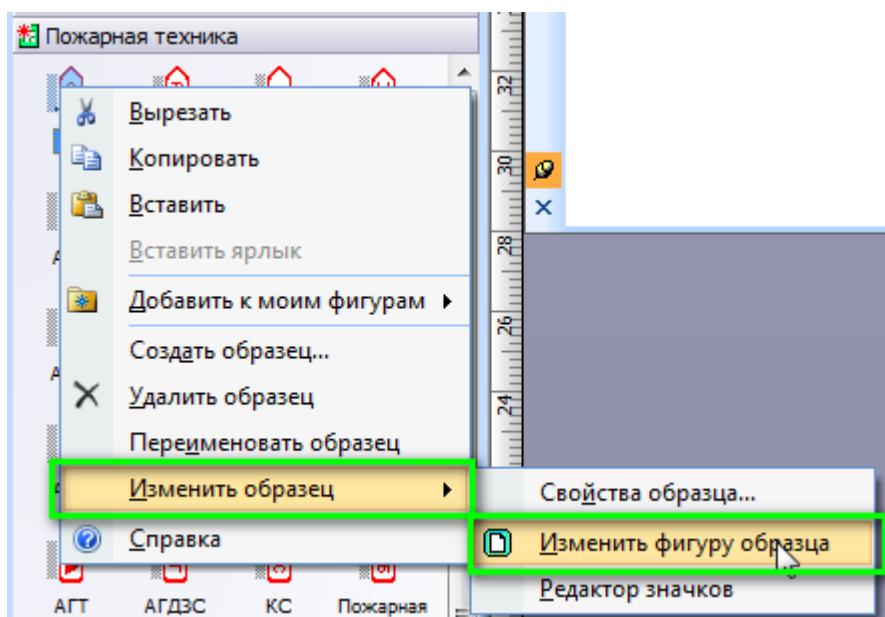 Пожарная техника
Вырезать
Копировать
Вставить
Вставить ярлык
Добавить к моим фигурам
Создать образец...
Удалить образец
Переименовать образец
Изменить образец
Справка
Свойства образца...
Изменить фигуру образца
Редактор значков
32
30
28
26
24
АГТ АГДЗС КС Пожарная